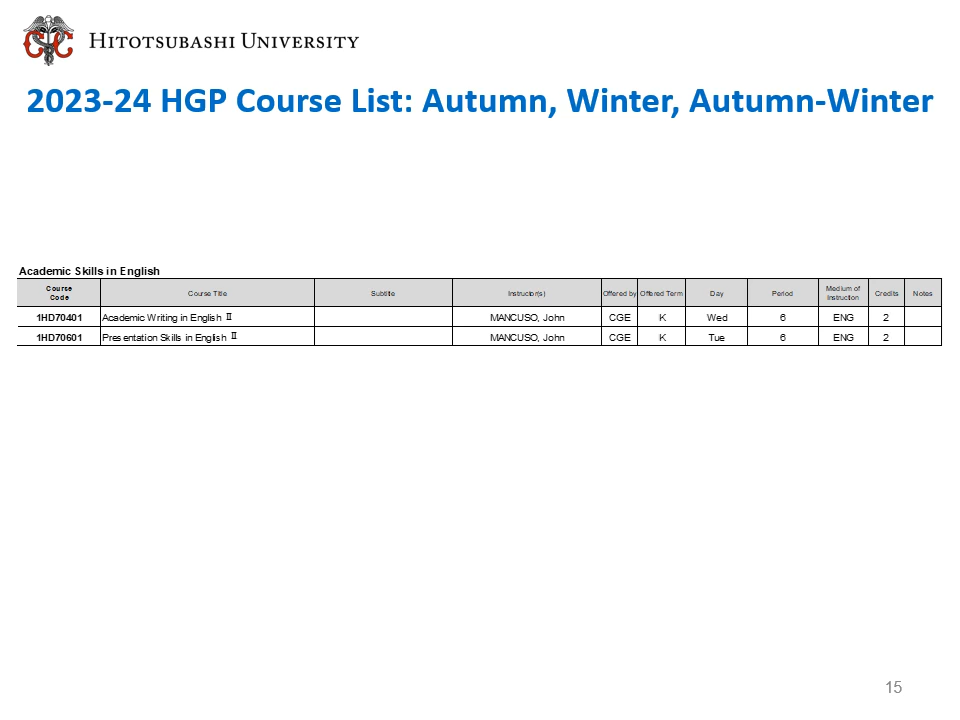 HITOTSUBASHI UNIVERSITY
2023-24 HGP Course List: Autumn, Winter, Autumn-Winter
Academic Skills in English
Course Code Course Title Subtitle Instructor(s) Offered by Offered Term Day Period Medium of Instruction Credits Notes
1HD70401 Academic Writing in English Ⅱ MANCUSO, John CGE K Wed 6 ENG 2
1HD70601 Presentation Skills in English Ⅱ MANCUSO, John CGE K Tue 6 ENG 2
15